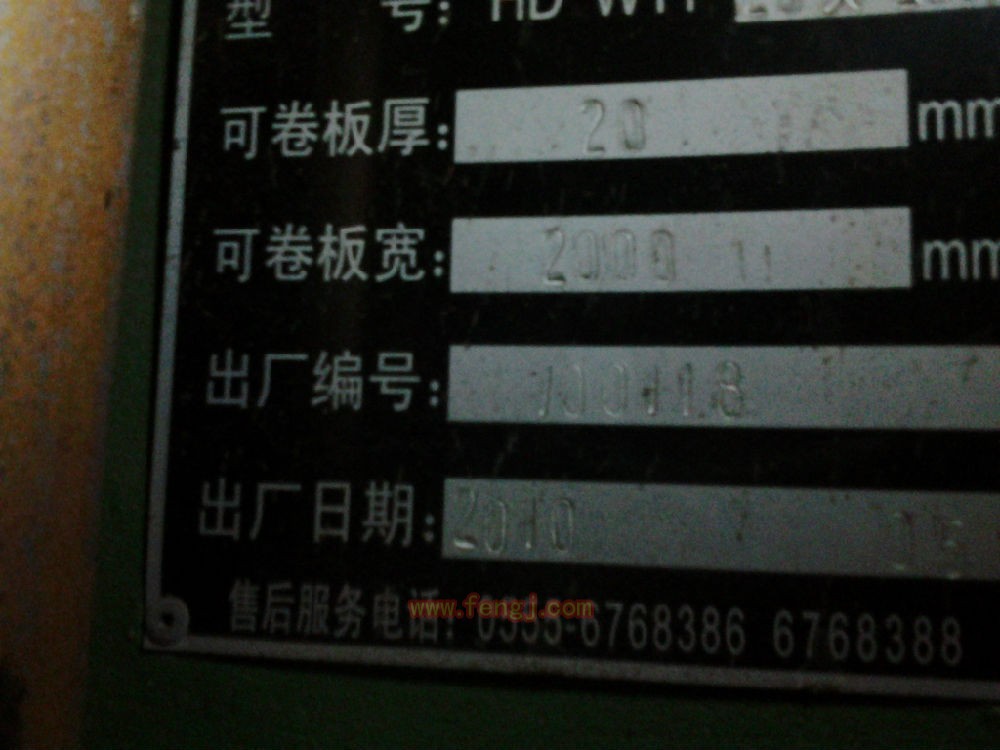 型 号: HD-W11
可卷板厚: 20 mm
可卷板宽: 2000 mm
出厂编号:
出厂日期: 2010
售后服务电话: 0555-6768386 6768388
www.fengj.com